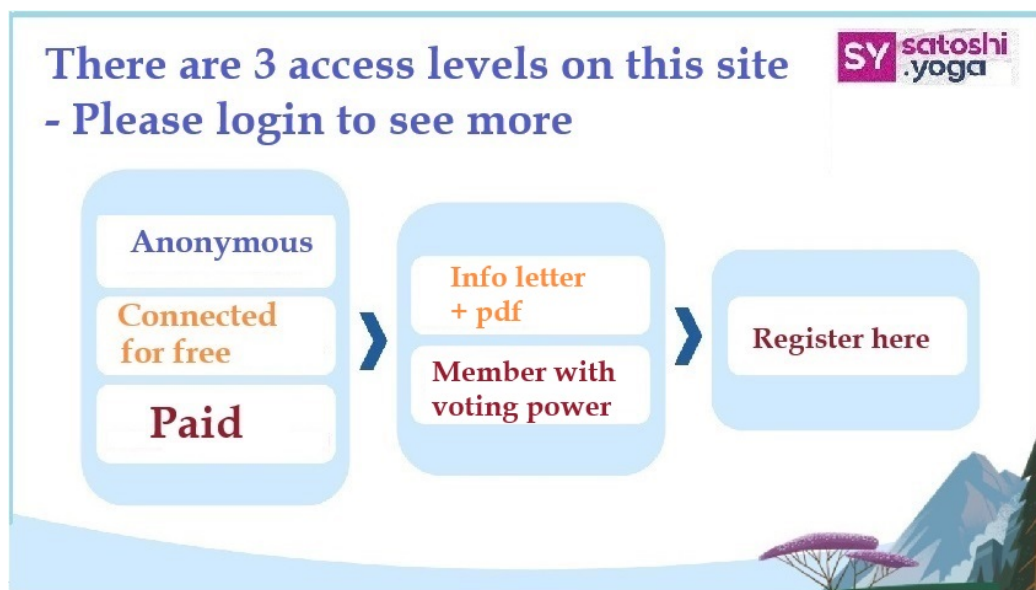 There are 3 access levels on this site
- Please login to see more
SY satoshi
.yoga
Anonymous
Connected
for free
Paid
Info letter
+ pdf
Member with
voting power
Register here